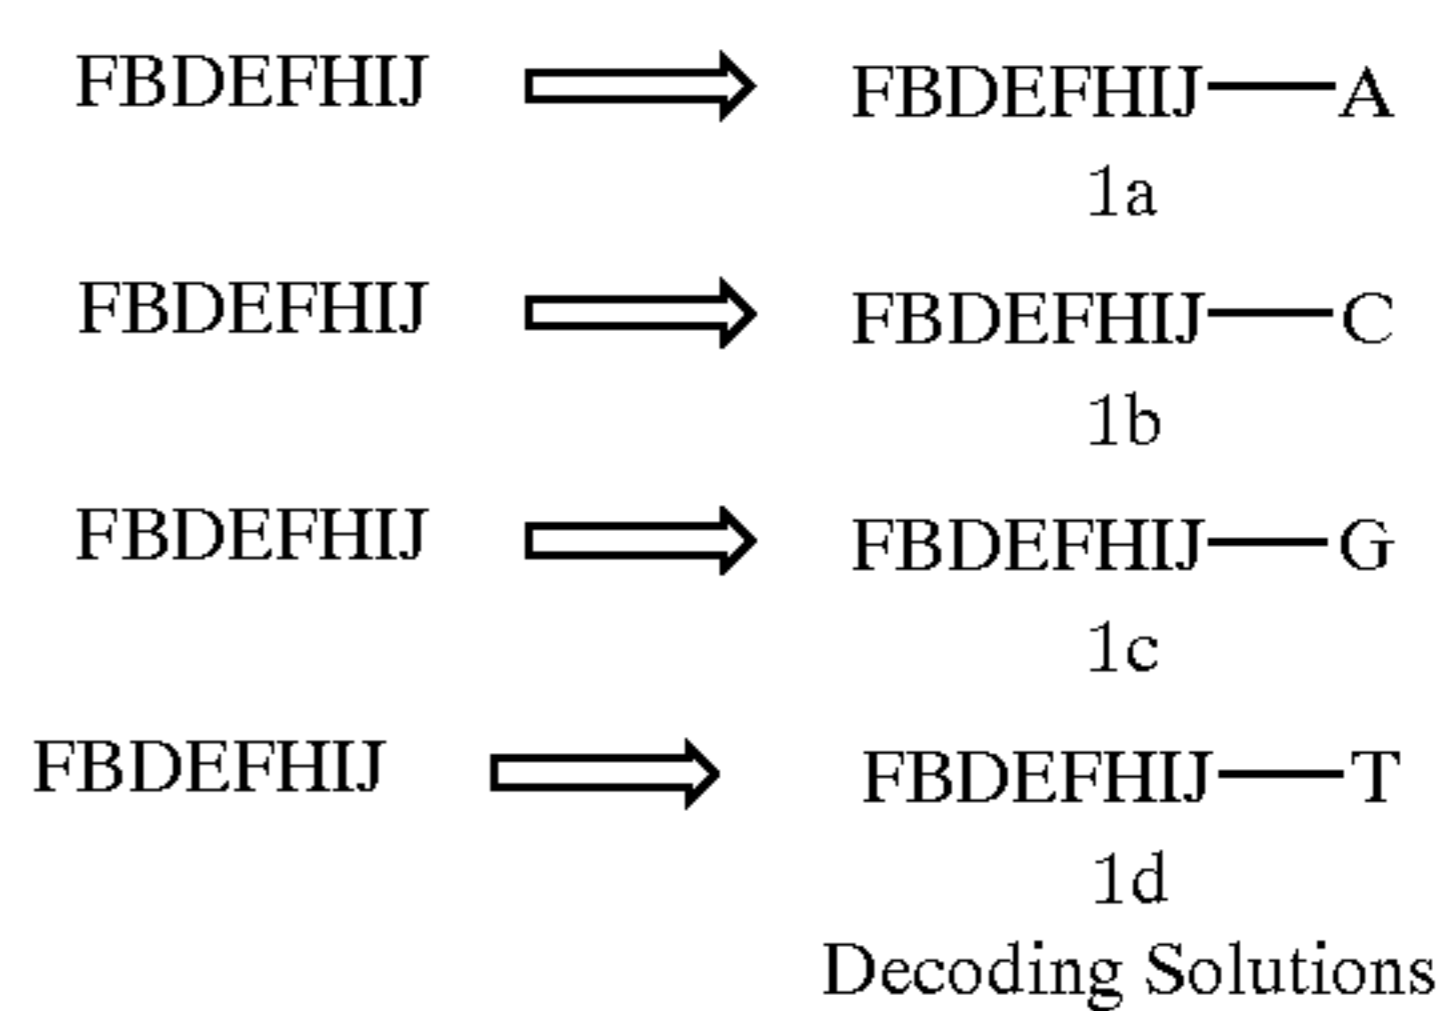 FBDEFHIJ FBDEFHIJ—A
1a
FBDEFHIJ FBDEFHIJ—C
1b
FBDEFHIJ FBDEFHIJ—G
1c
FBDEFHIJ FBDEFHIJ—T
1d
Decoding Solutions